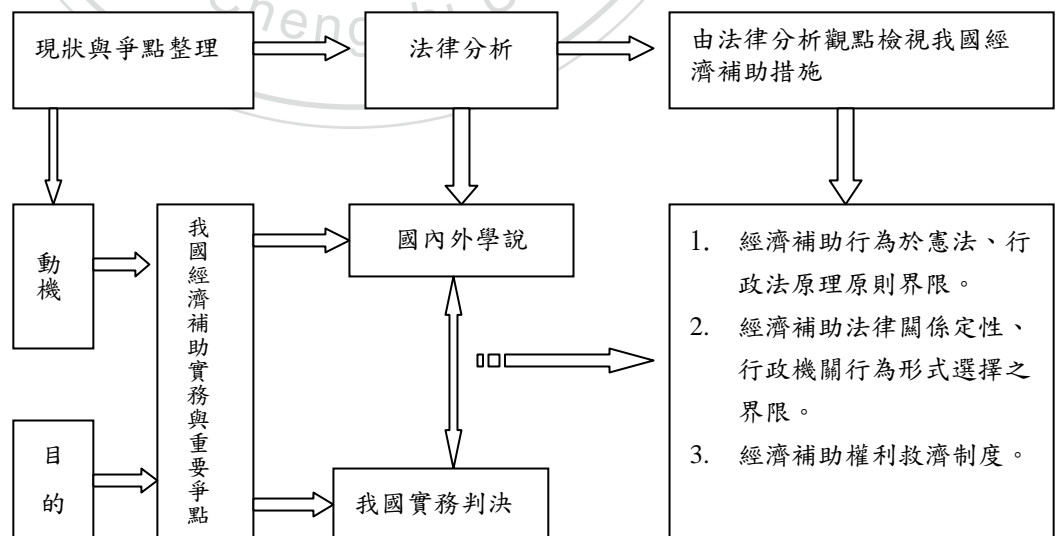 Chengchi U
現狀與爭點整理
法律分析
由法律分析觀點檢視我國經
濟補助措施
動機
我國經濟補助實務與重要爭點
國內外學說
目的
我國實務判決
1. 經濟補助行為於憲法、行
政法原理原則界限。
2. 經濟補助法律關係定性、
行政機關行為形式選擇之
界限。
3. 經濟補助權利救濟制度。